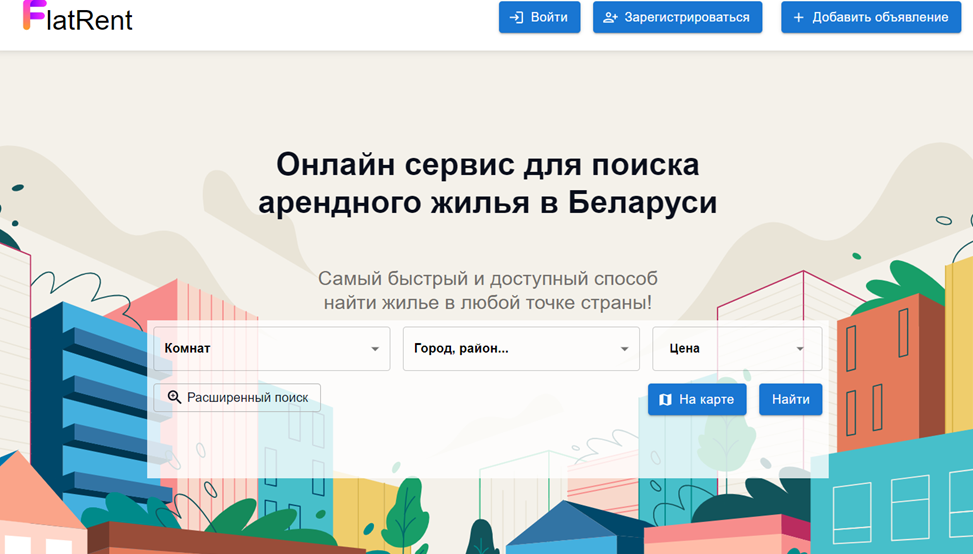 FlatRent
Войти
Зарегистрироваться
Добавить объявление
Онлайн сервис для поиска
арендного жилья в Беларуси
Самый быстрый и доступный способ
найти жилье в любой точке страны!
Комнат
Город, район...
Цена
Расширенный поиск
На карте
Найти